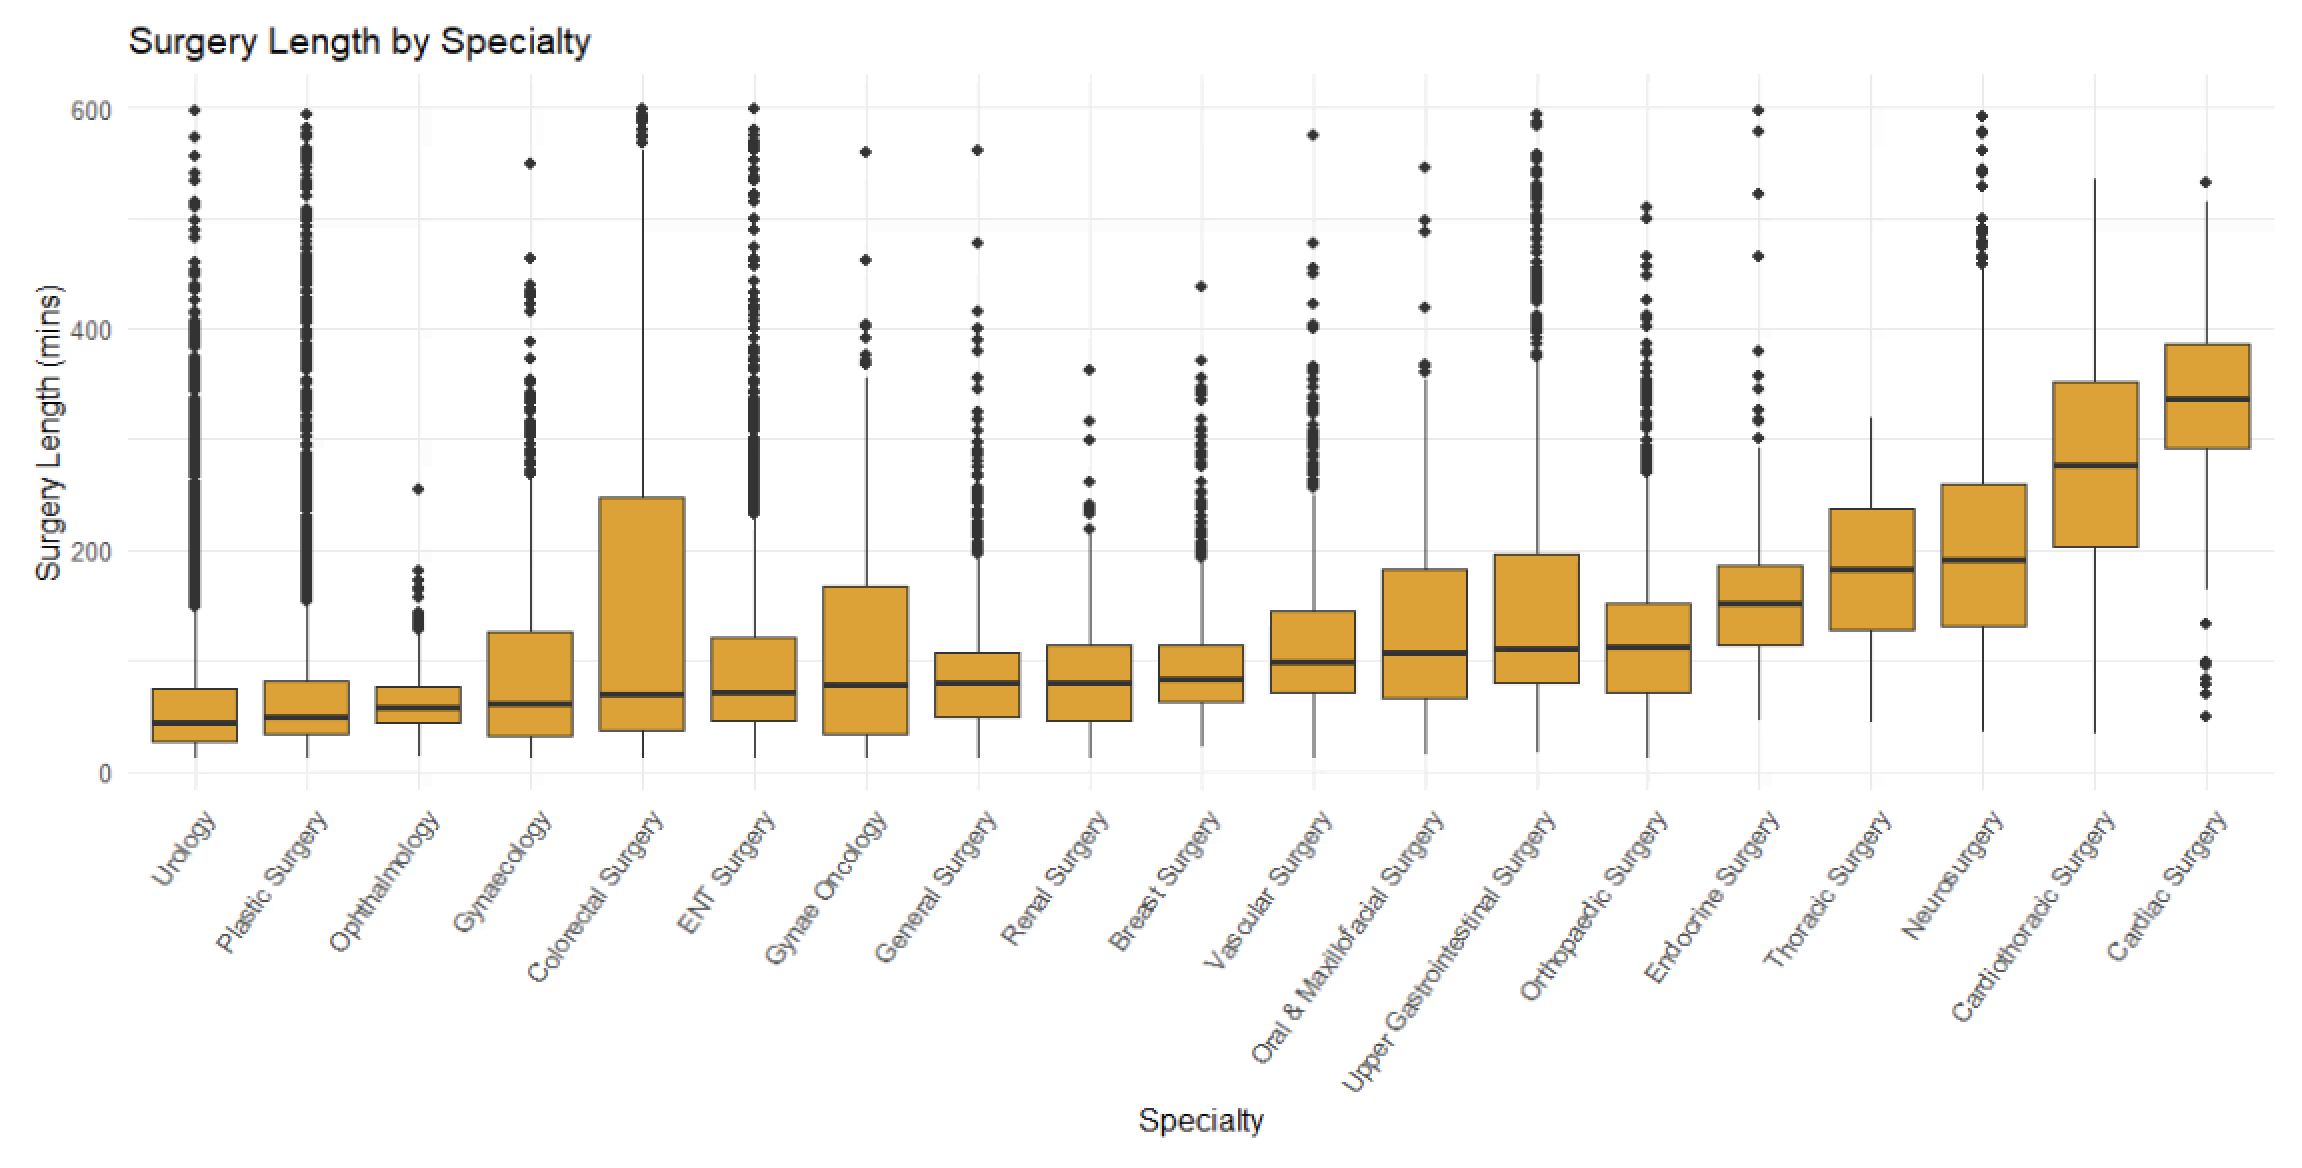 Surgery Length by Specialty
Surgery Length (mins)
600
400
200
0
Urology
Plastic Surgery
Ophthalmology
Gynaecology
Colorectal Surgery
ENT Surgery
Gynae Oncology
General Surgery
Renal Surgery
Breast Surgery
Vascular Surgery
Oral & Maxillofacial Surgery
Upper Gastrointestinal Surgery
Orthopaedic Surgery
Endocrine Surgery
Thoracic Surgery
Neurosurgery
Cardiothoracic Surgery
Cardiac Surgery
Specialty